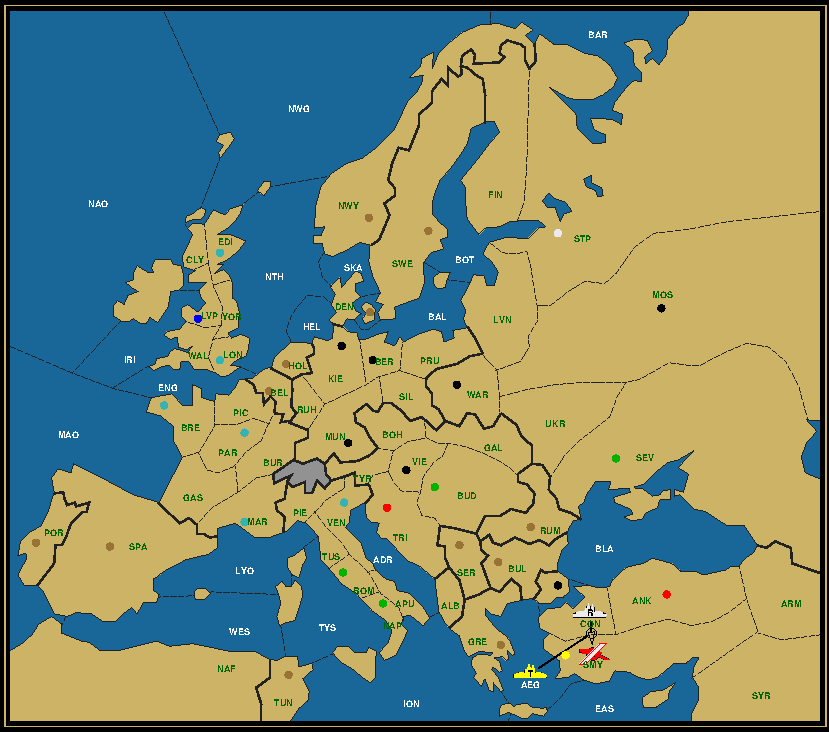 BAR
NWG
NAO
FIN
NWY
EDI
STP
CLY
SWE
BOT
SKA
NTH
MOS
DEN
LVP
YOR
BAL
LVN
HEL
IRI
WAL
LON
BER
PRU
HOL
KIE
ENG
BEL
WAR
SIL
PIC
RUH
BRE
UKR
MAO
MUN
BOH
GAL
PAR
BUR
VIE
SEV
TYR
BUD
GAS
PIE
VEN
MAR
RUM
POR
SPA
TRI
BLA
TUS
ADR
LYO
SER
BUL
ROM
ANK
ARM
APU
ALB
R
NAP
CON
WES
TYS
GRE
NAF
SMY
T
AEG
SYR
TUN
ION
EAS